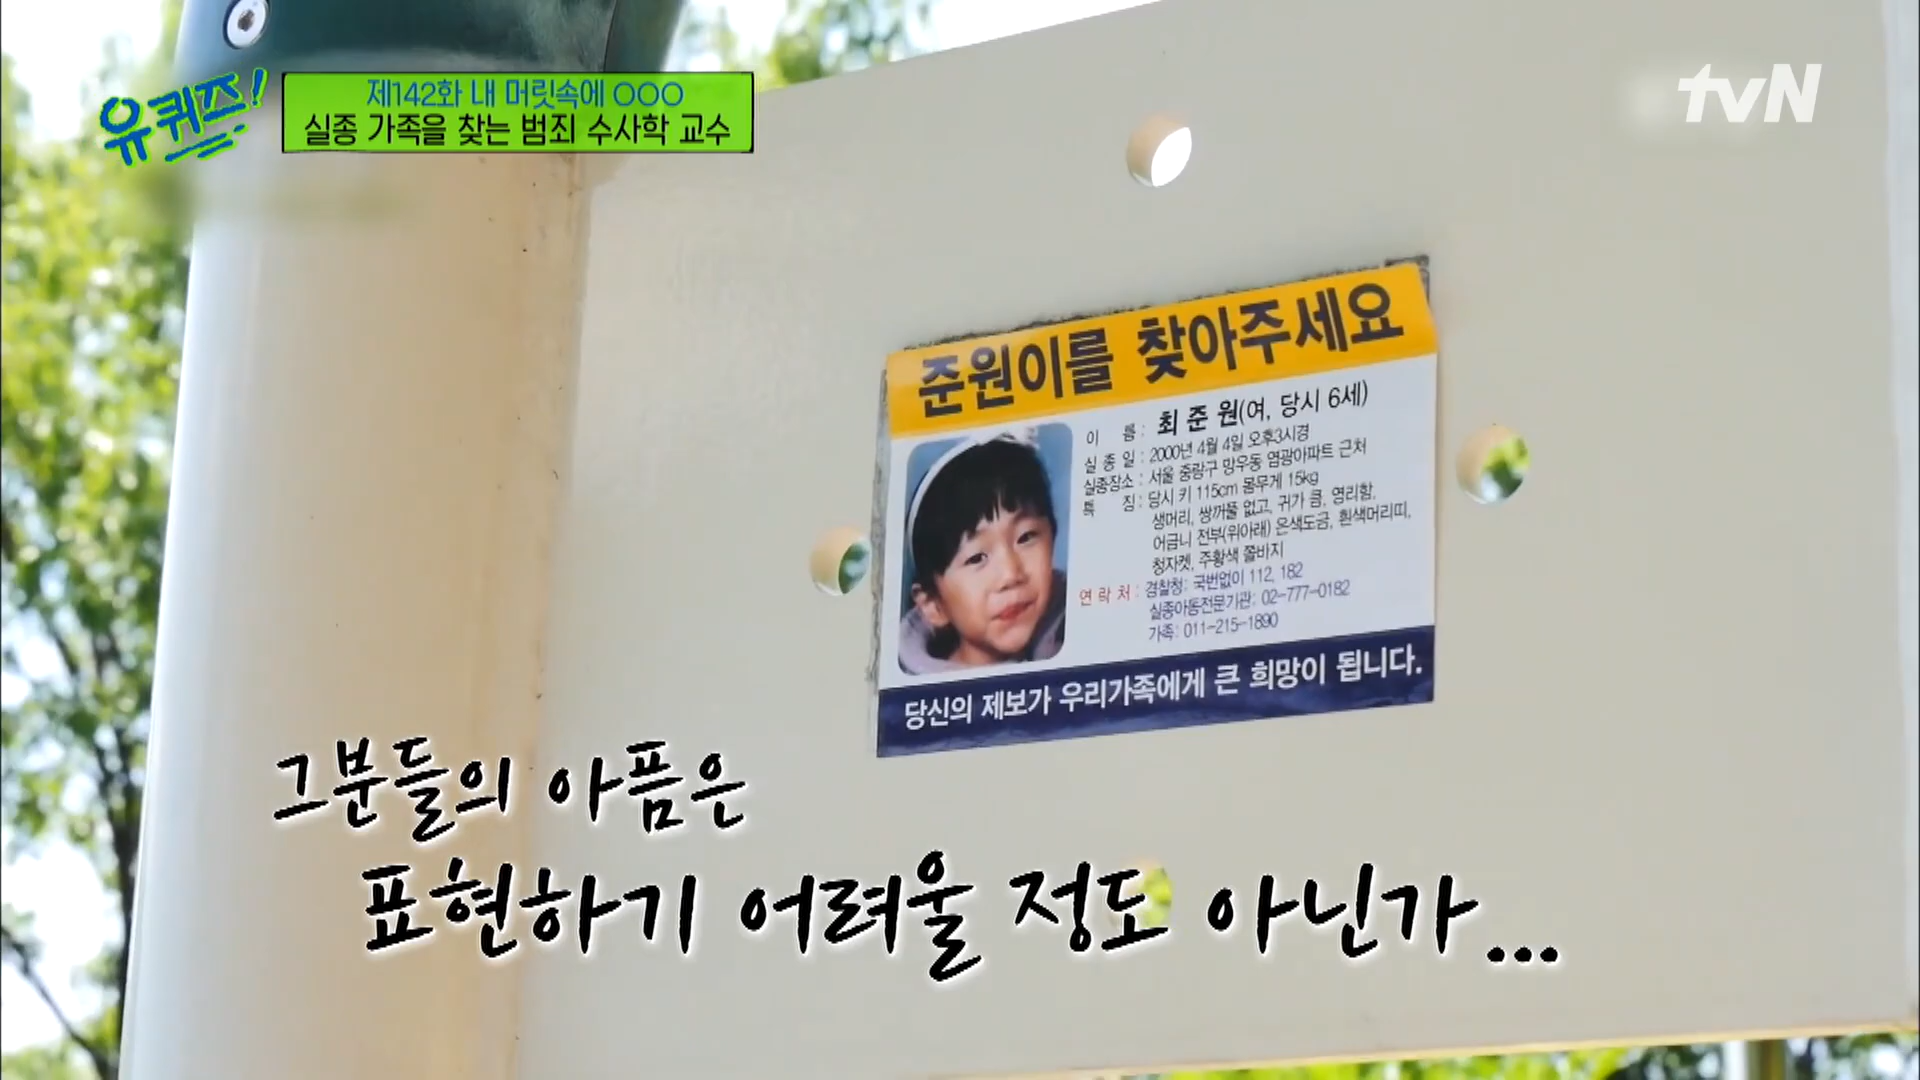 유퀴즈!
제142화 내 머릿속에 ○○○
실종 가족을 찾는 범죄 수사학 교수
tvN
준원이를 찾아주세요
이 름 : 최 준 원(여, 당시 6세)
실 종 일 : 2000년 4월 4일 오후3시경
실종장소 : 서울 중랑구 망우동 염광아파트 근처
특 징 : 당시 키 115cm 몸무게 15kg
생머리, 쌍꺼풀 없고, 귀가 큼, 영리함,
어금니 전부(위아래) 은색도금, 흰색머리띠,
청자켓, 주황색 쫄바지
연 락 처 : 경찰청: 국번없이 112, 182
실종아동전문기관: 02-777-0182
가족: 011-215-1890
당신의 제보가 우리가족에게 큰 희망이 됩니다.
그분들의 아픔은
표현하기 어려울 정도 아닌가...